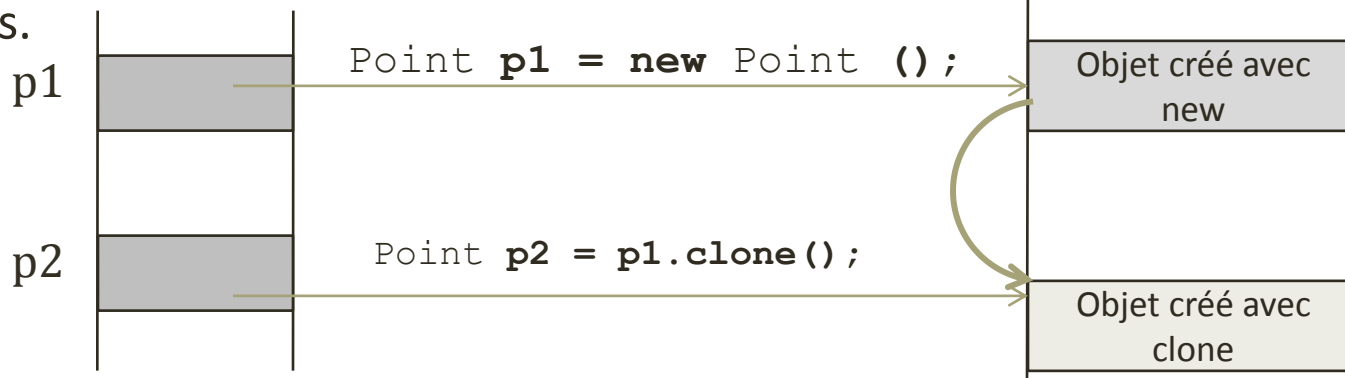 s.
p1
Point p1 = new Point ();
Objet créé avec
new
p2
Point p2 = p1.clone();
Objet créé avec
clone